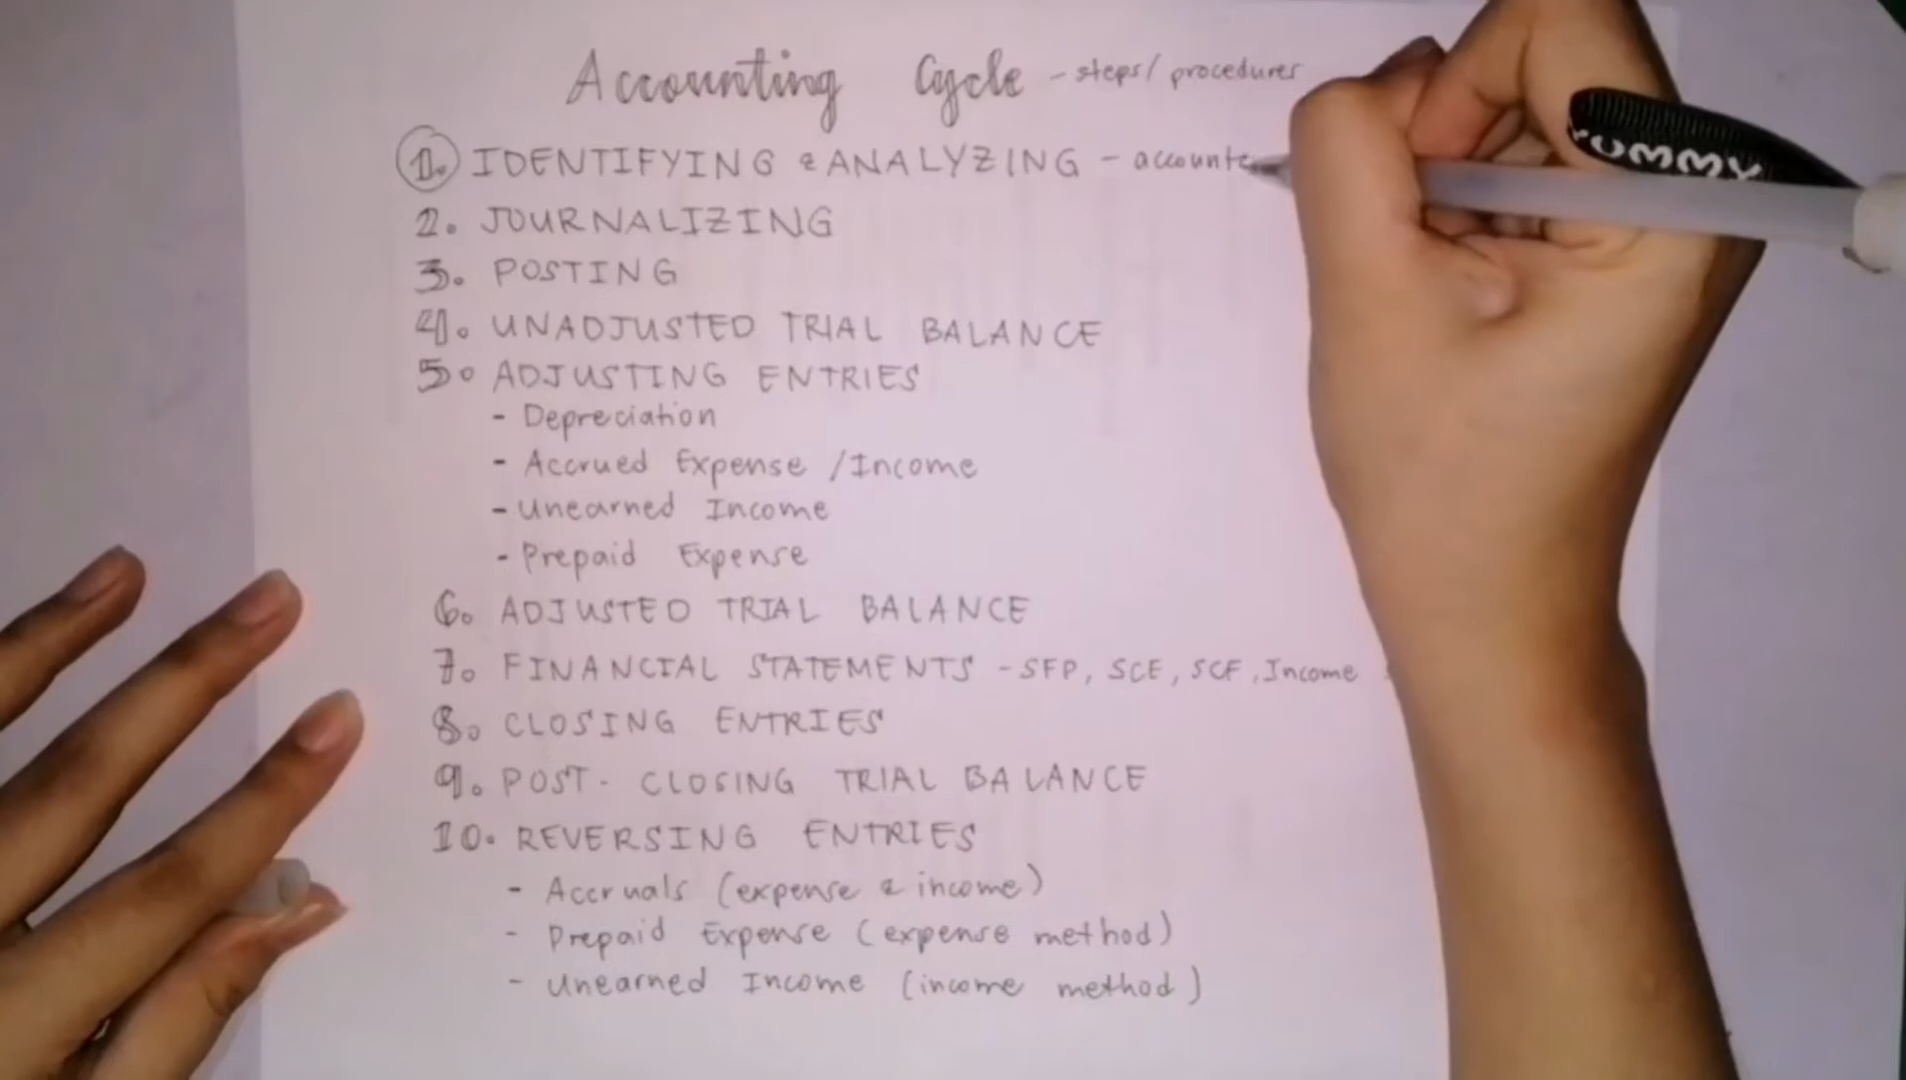 Accounting Cycle - steps/ procedures
1. IDENTIFYING & ANALYZING - accounta
YUMMY
2. JOURNALIZING
3. POSTING
4. UNADJUSTED TRIAL BALANCE
5. ADJUSTING ENTRIES
- Depreciation
- Accrued Expense /Income
- Unearned Income
- Prepaid Expense
6. ADJUSTED TRIAL BALANCE
7. FINANCIAL STATEMENTS - SFP, SCE, SCF, Income
8. CLOSING ENTRIES
9. POST- CLOSING TRIAL BALANCE
10. REVERSING ENTRIES
- Accruals (expense & income)
- Prepaid Expense (expense method)
- Unearned Income (income method)